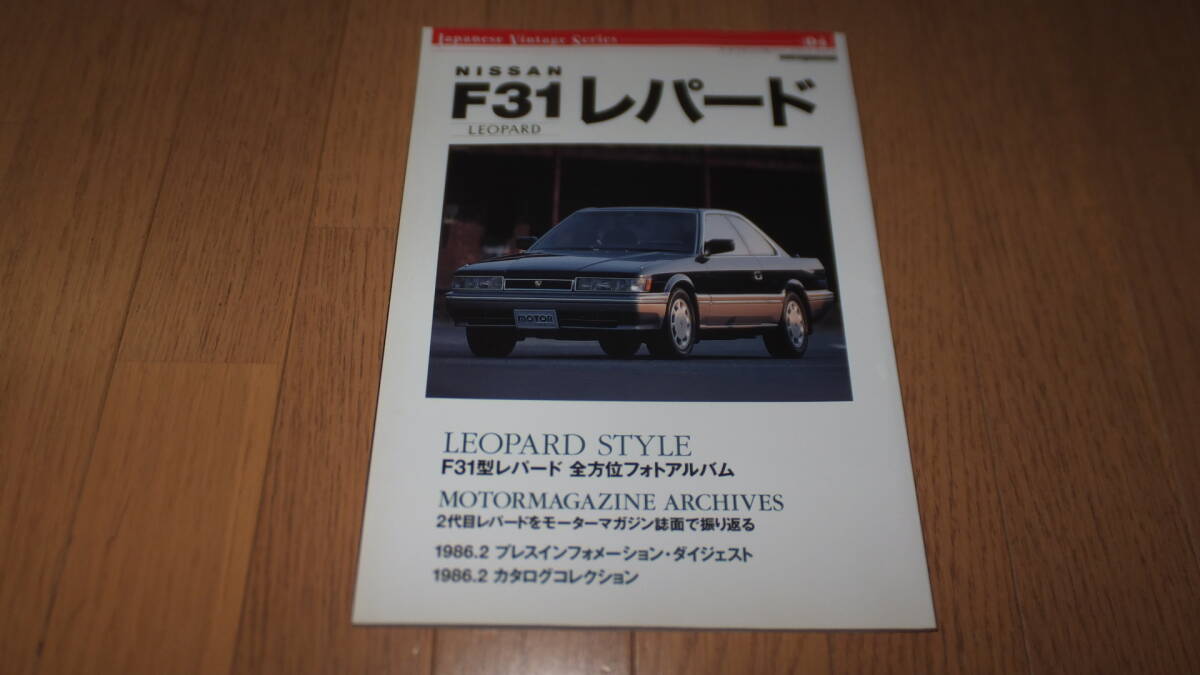 Japanese Vintage Series
04
NISSAN
F31 レパード
LEOPARD
MOTOR
LEOPARD STYLE
F31型レパード 全方位フォトアルバム
MOTORMAGAZINE ARCHIVES
2代目レパードをモーターマガジン誌面で振り返る
1986.2 プレスインフォメーション・ダイジェスト
1986.2 カタログコレクション